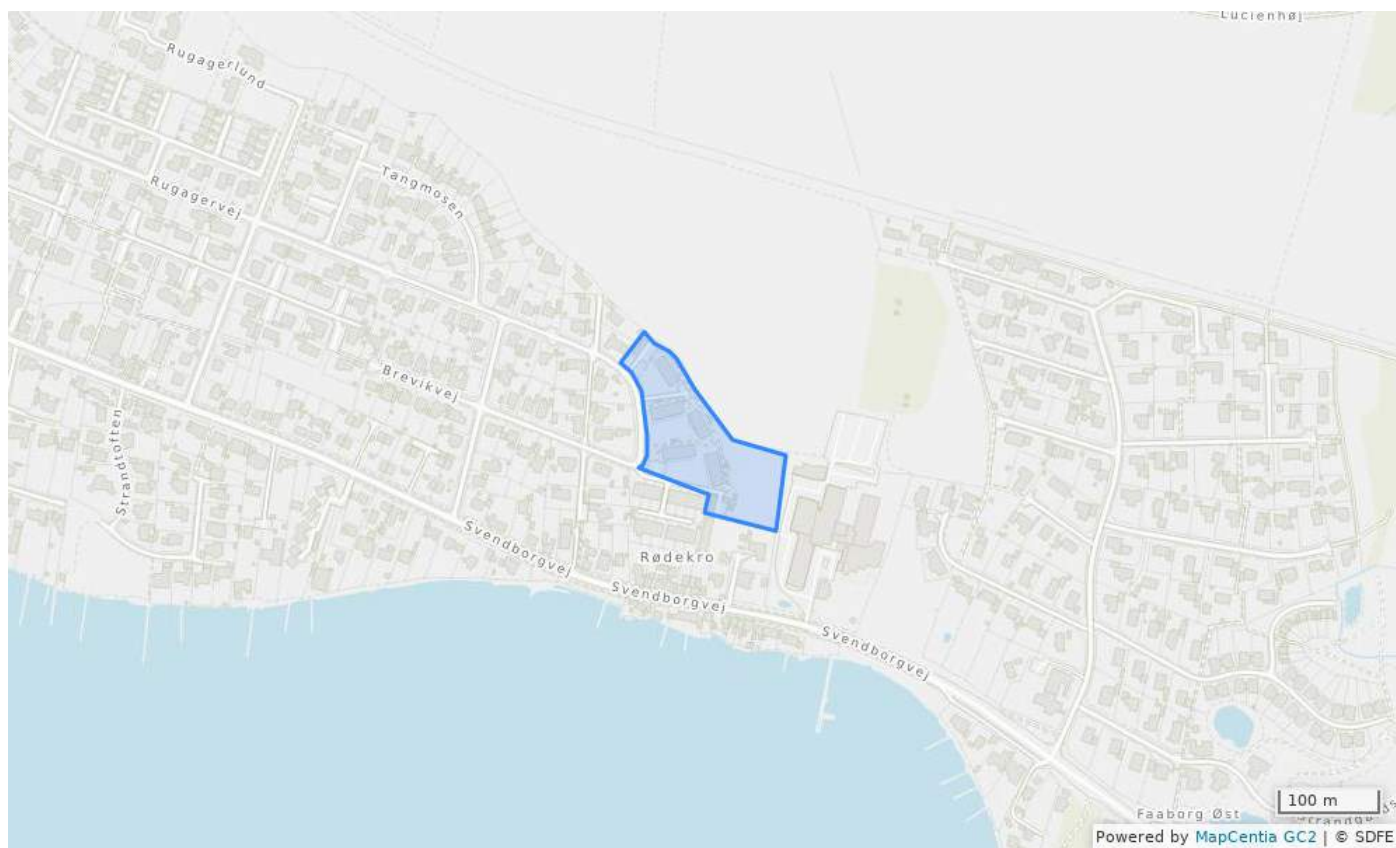 Lucienhøj
Rugagerlund
Tangmosen
Rugagervej
Brevikvej
Strandtoften
Svendborgvej
Rødekro
Svendborgvej
Svendborgvej
100 m
Faaborg Øst
Powered by MapCentia GC2 | © SDFE